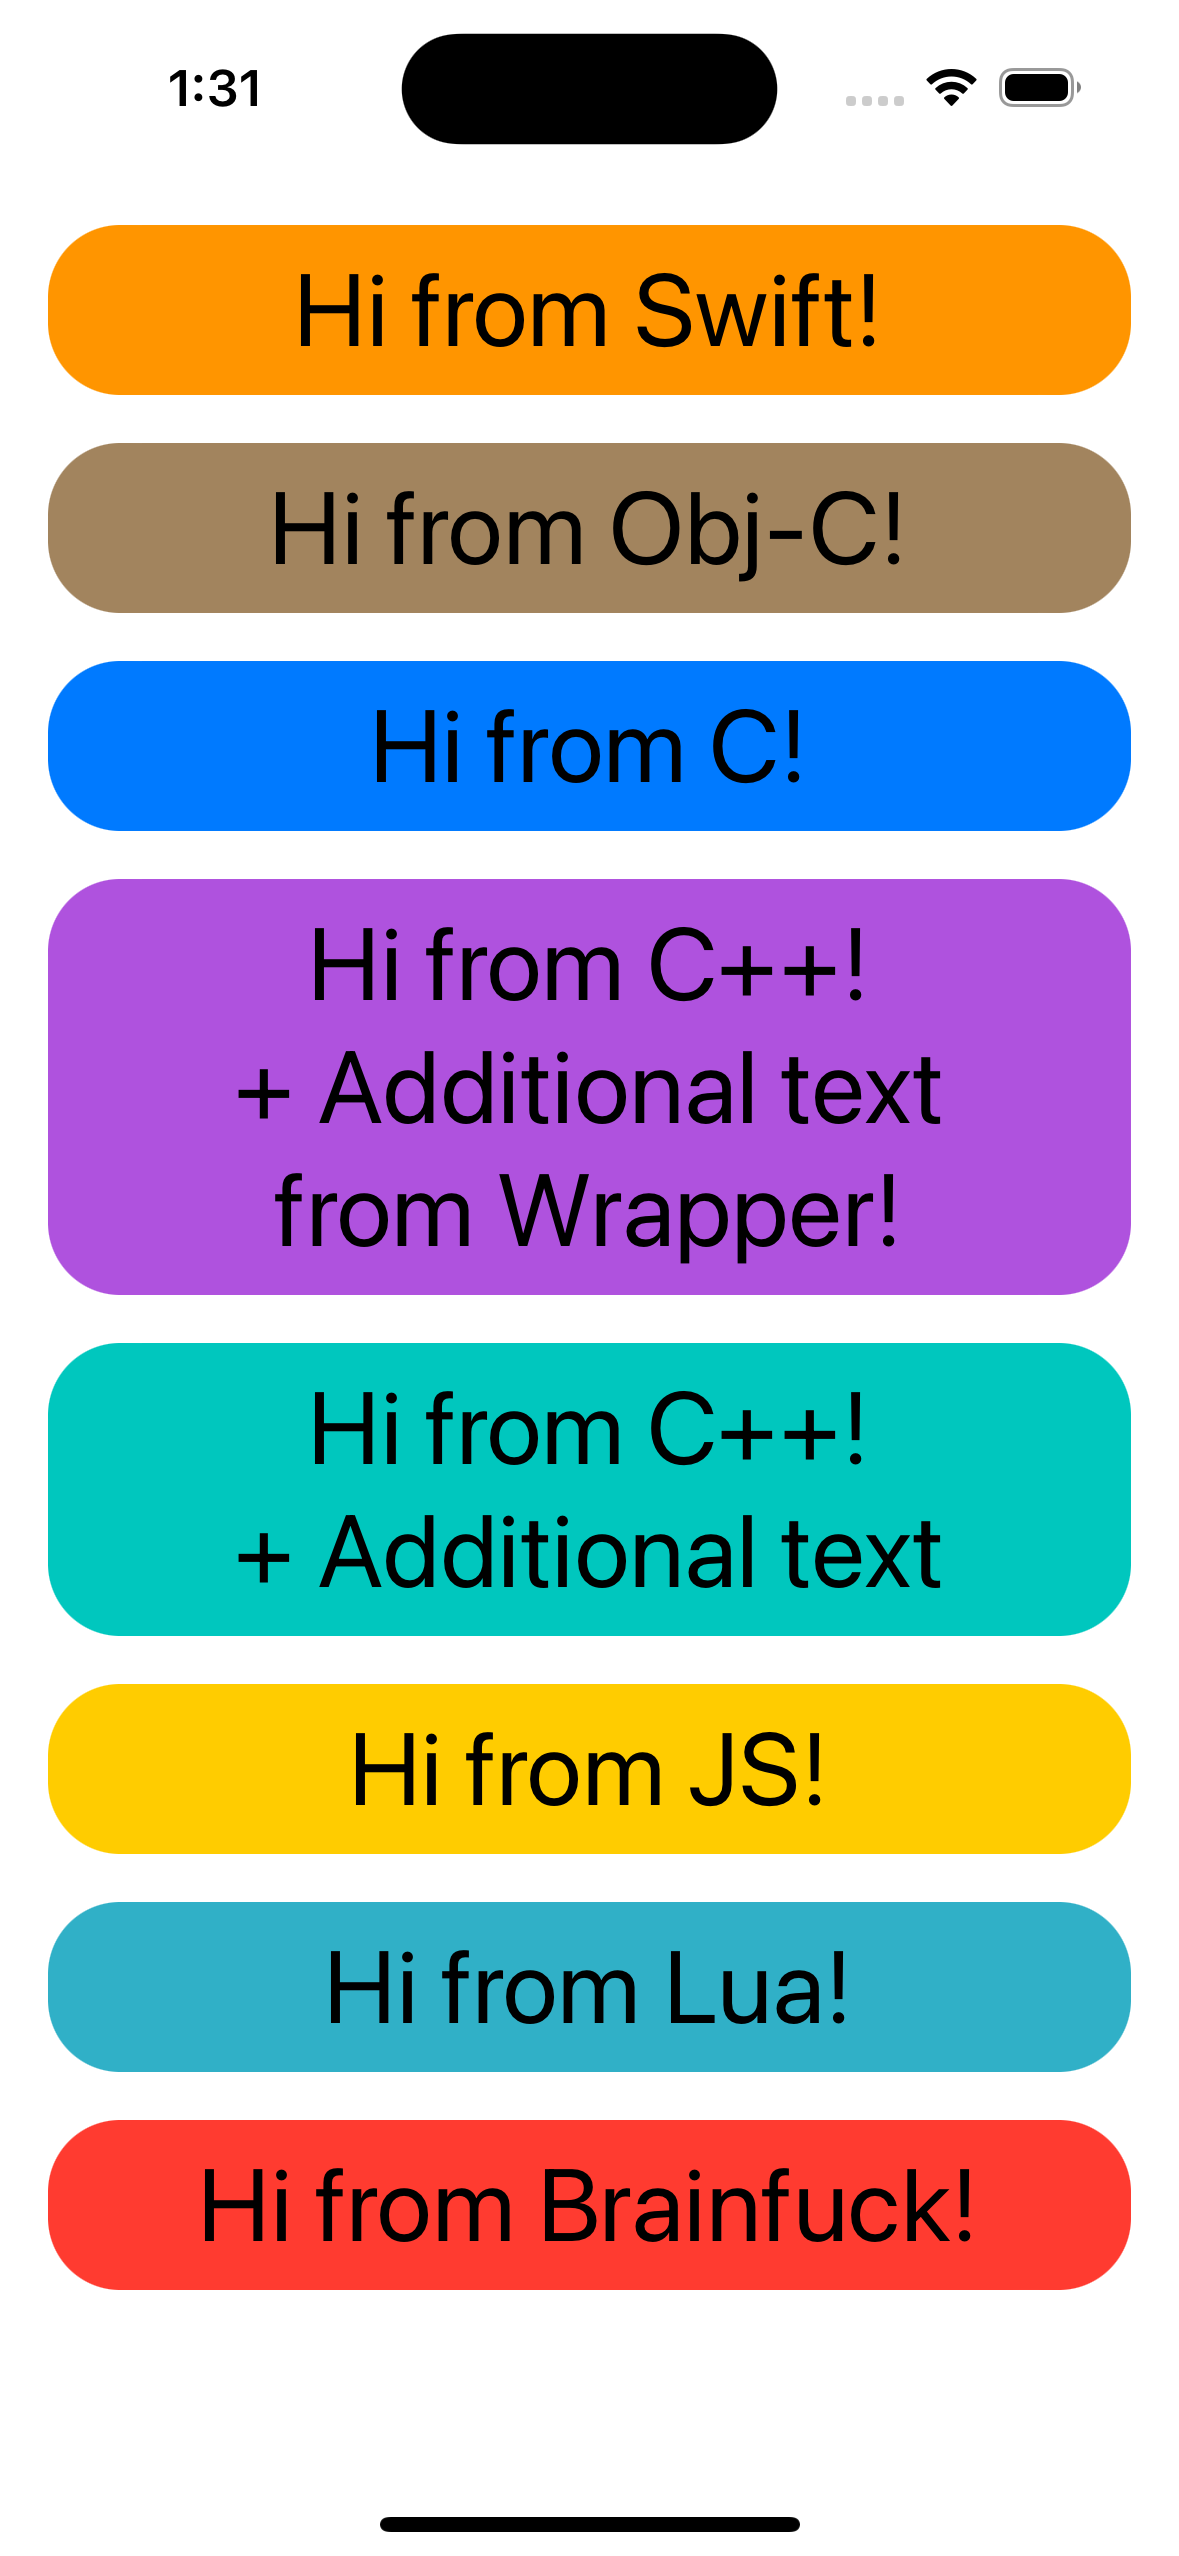 1:31
Hi from Swift!
Hi from Obj-C!
Hi from C!
Hi from C++!
+ Additional text
from Wrapper!
Hi from C++!
+ Additional text
Hi from JS!
Hi from Lua!
Hi from Brainfuck!